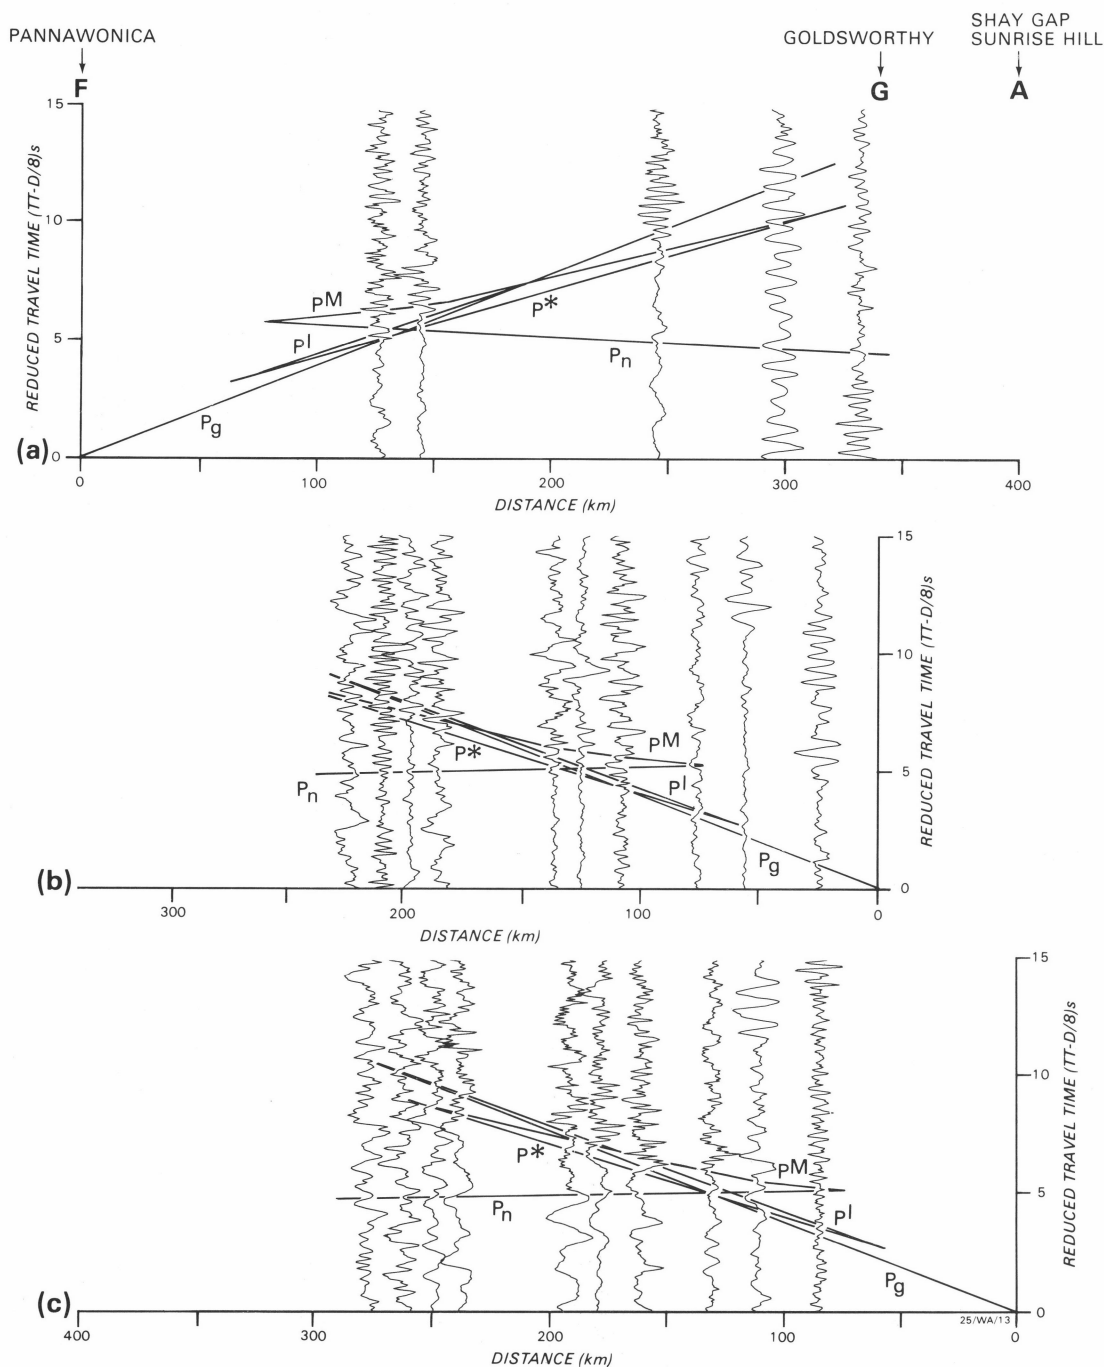 SHAY GAP
PANNAWONICA GOLDSWORTHY SUNRISE HILL
F G A
REDUCED TRAVEL TIME (TT-D/8)s
15
10
5
0
PM
PI
P*
Pn
Pg
(a)
0 100 200 300 400
DISTANCE (km)
15
10
5
0
REDUCED TRAVEL TIME (TT-D/8)s
P*
PM
Pn
PI
Pg
(b)
300 200 100 0
DISTANCE (km)
15
10
5
0
REDUCED TRAVEL TIME (TT-D/8)s
P*
PM
Pn
PI
Pg
(c)
25/WA/13
400 300 200 100 0
DISTANCE (km)